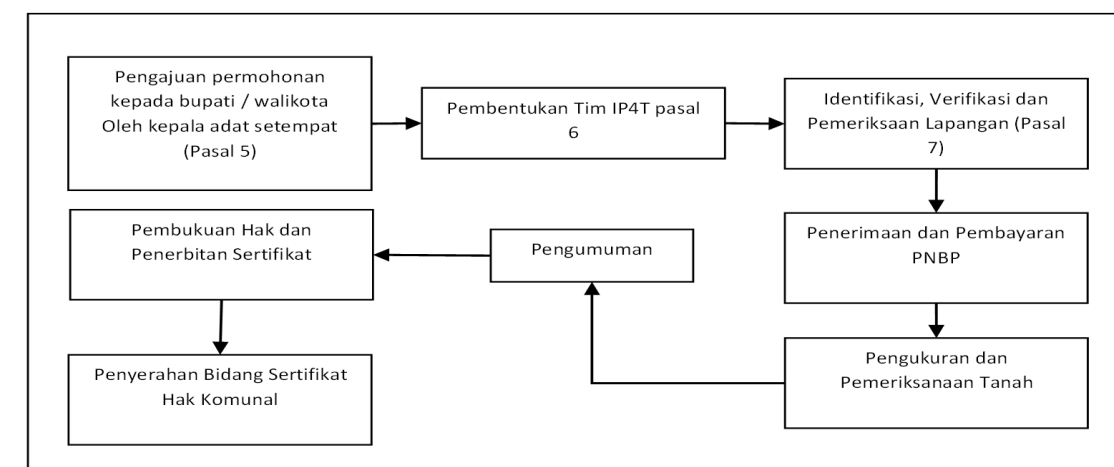 Pengajuan permohonan
kepada bupati / walikota
Oleh kepala adat setempat
(Pasal 5)
Pembentukan Tim IP4T pasal
6
Identifikasi, Verifikasi dan
Pemeriksaan Lapangan (Pasal
7)
Penerimaan dan Pembayaran
PNBP
Pengukuran dan
Pemeriksanaan Tanah
Pengumuman
Pembukuan Hak dan
Penerbitan Sertifikat
Penyerahan Bidang Sertifikat
Hak Komunal